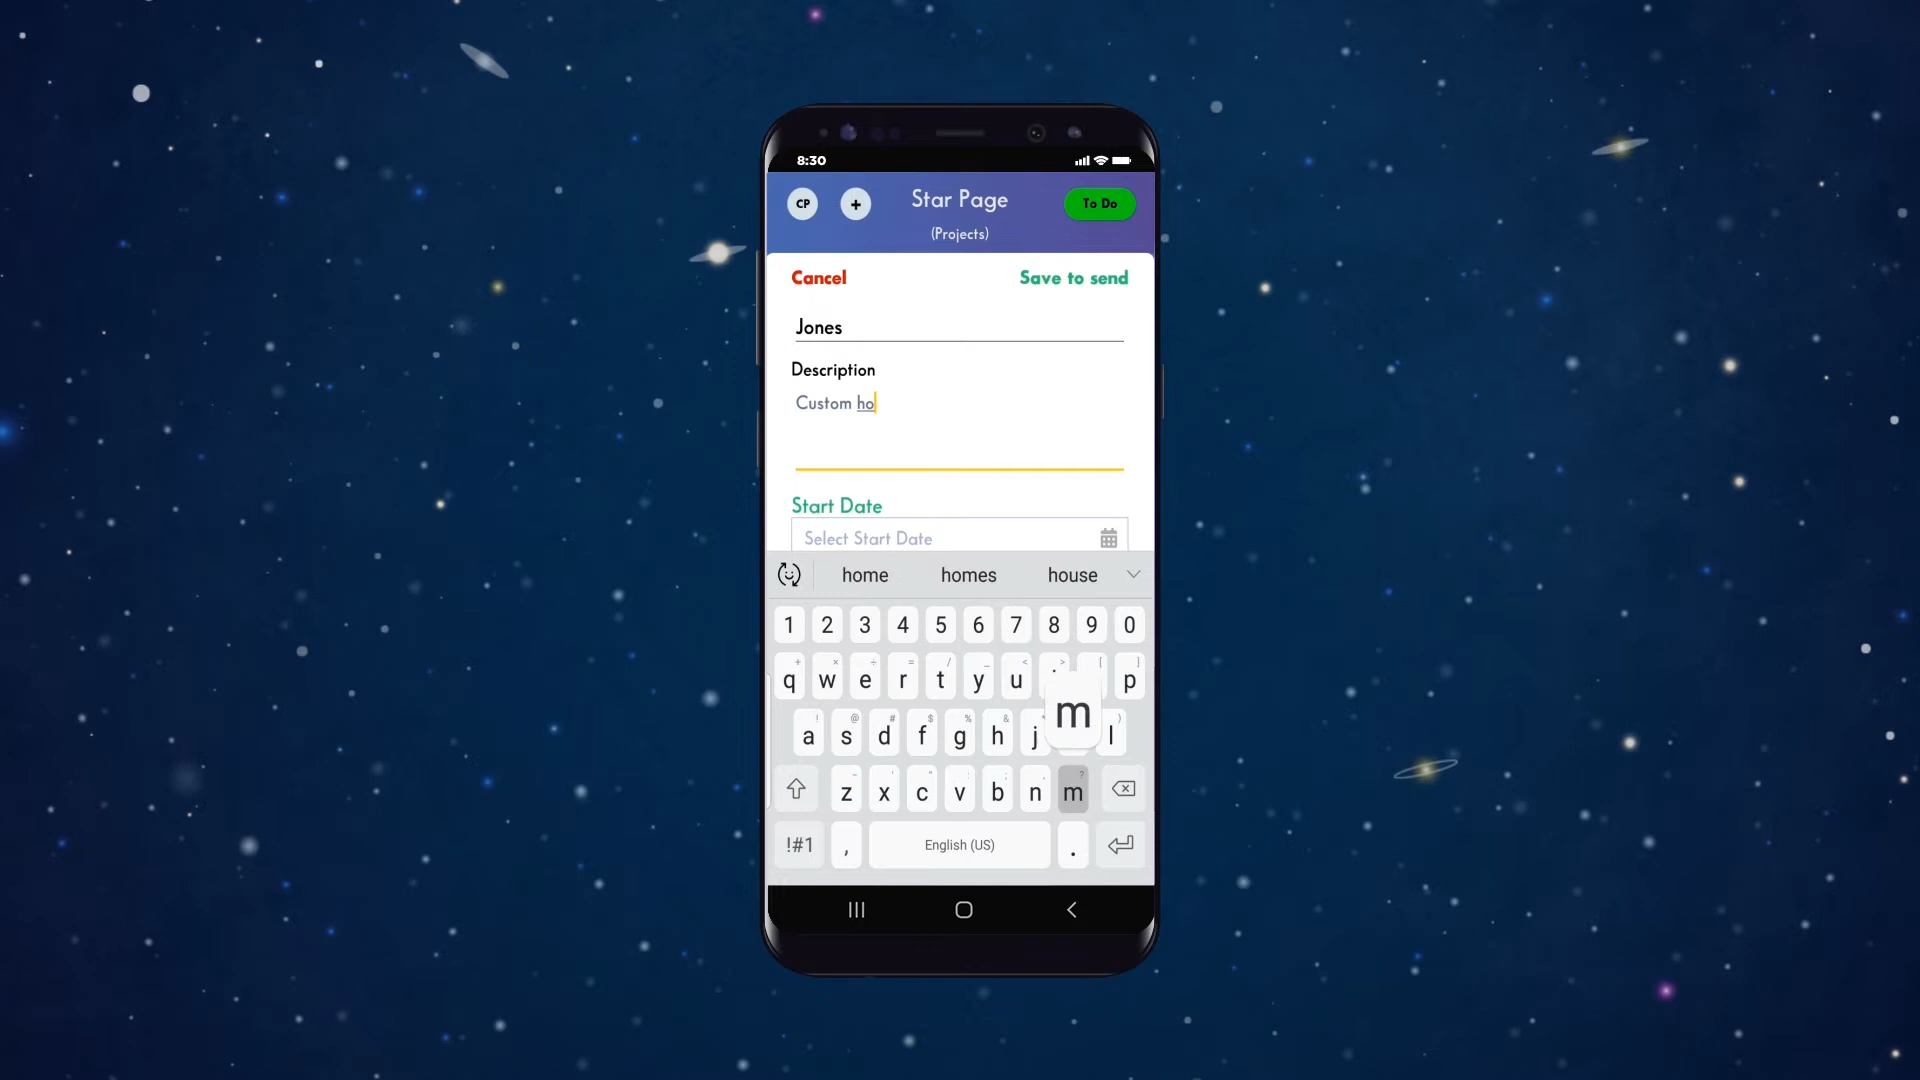 8:30
CP + Star Page To Do
(Projects)
Cancel Save to send
Jones
Description
Custom ho
Start Date
Select Start Date
home homes house
1 2 3 4 5 6 7 8 9 0
q w e r t y u p
a s d f g h j m l
z x c v b n m
!#1 , English (US) .